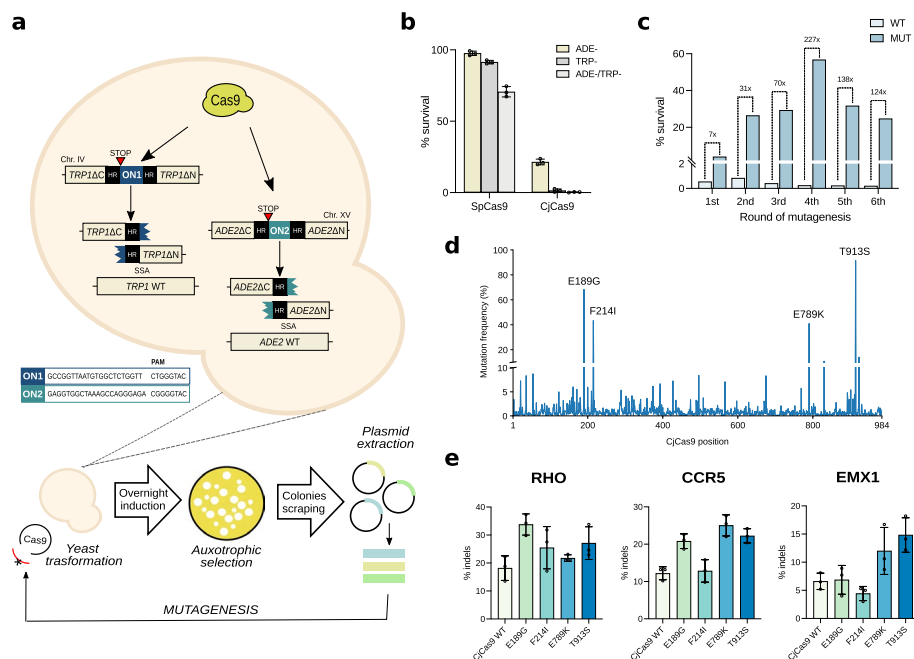 a
Cas9
Chr. IV
STOP
TRP1ΔC HR ON1 HR TRP1ΔN
TRP1ΔC HR
HR TRP1ΔN
SSA
TRP1 WT
STOP
Chr. XV
ADE2ΔC HR ON2 HR ADE2ΔN
ADE2ΔC HR
HR ADE2ΔN
SSA
ADE2 WT
PAM
ON1 GCCGGTTAATGTGGCTCTGGTT CTGGGTAC
ON2 GAGGTGGCTAAAGCCAGGGAGA CGGGGTAC
Cas9
Yeast
trasformation
Overnight
induction
Auxotrophic
selection
Colonies
scraping
Plasmid
extraction
MUTAGENESIS
b
% survival
100
50
0
SpCas9 CjCas9
ADE-
TRP-
ADE-/TRP-
c
WT
MUT
% survival
60
20
2
0
7x
31x
70x
227x
138x
124x
1st 2nd 3rd 4th 5th 6th
Round of mutagenesis
d
Mutation frequency (%)
100
80
60
40
20
10
5
0
E189G
F214I
E789K
T913S
1 200 400 600 800 984
CjCas9 position
e
RHO
% indels
40
30
20
10
0
CjCas9 WT E189G F214I E789K T913S
CCR5
% indels
30
20
10
0
CjCas9 WT E189G F214I E789K T913S
EMX1
% indels
20
15
10
5
0
CjCas9 WT E189G F214I E789K T913S